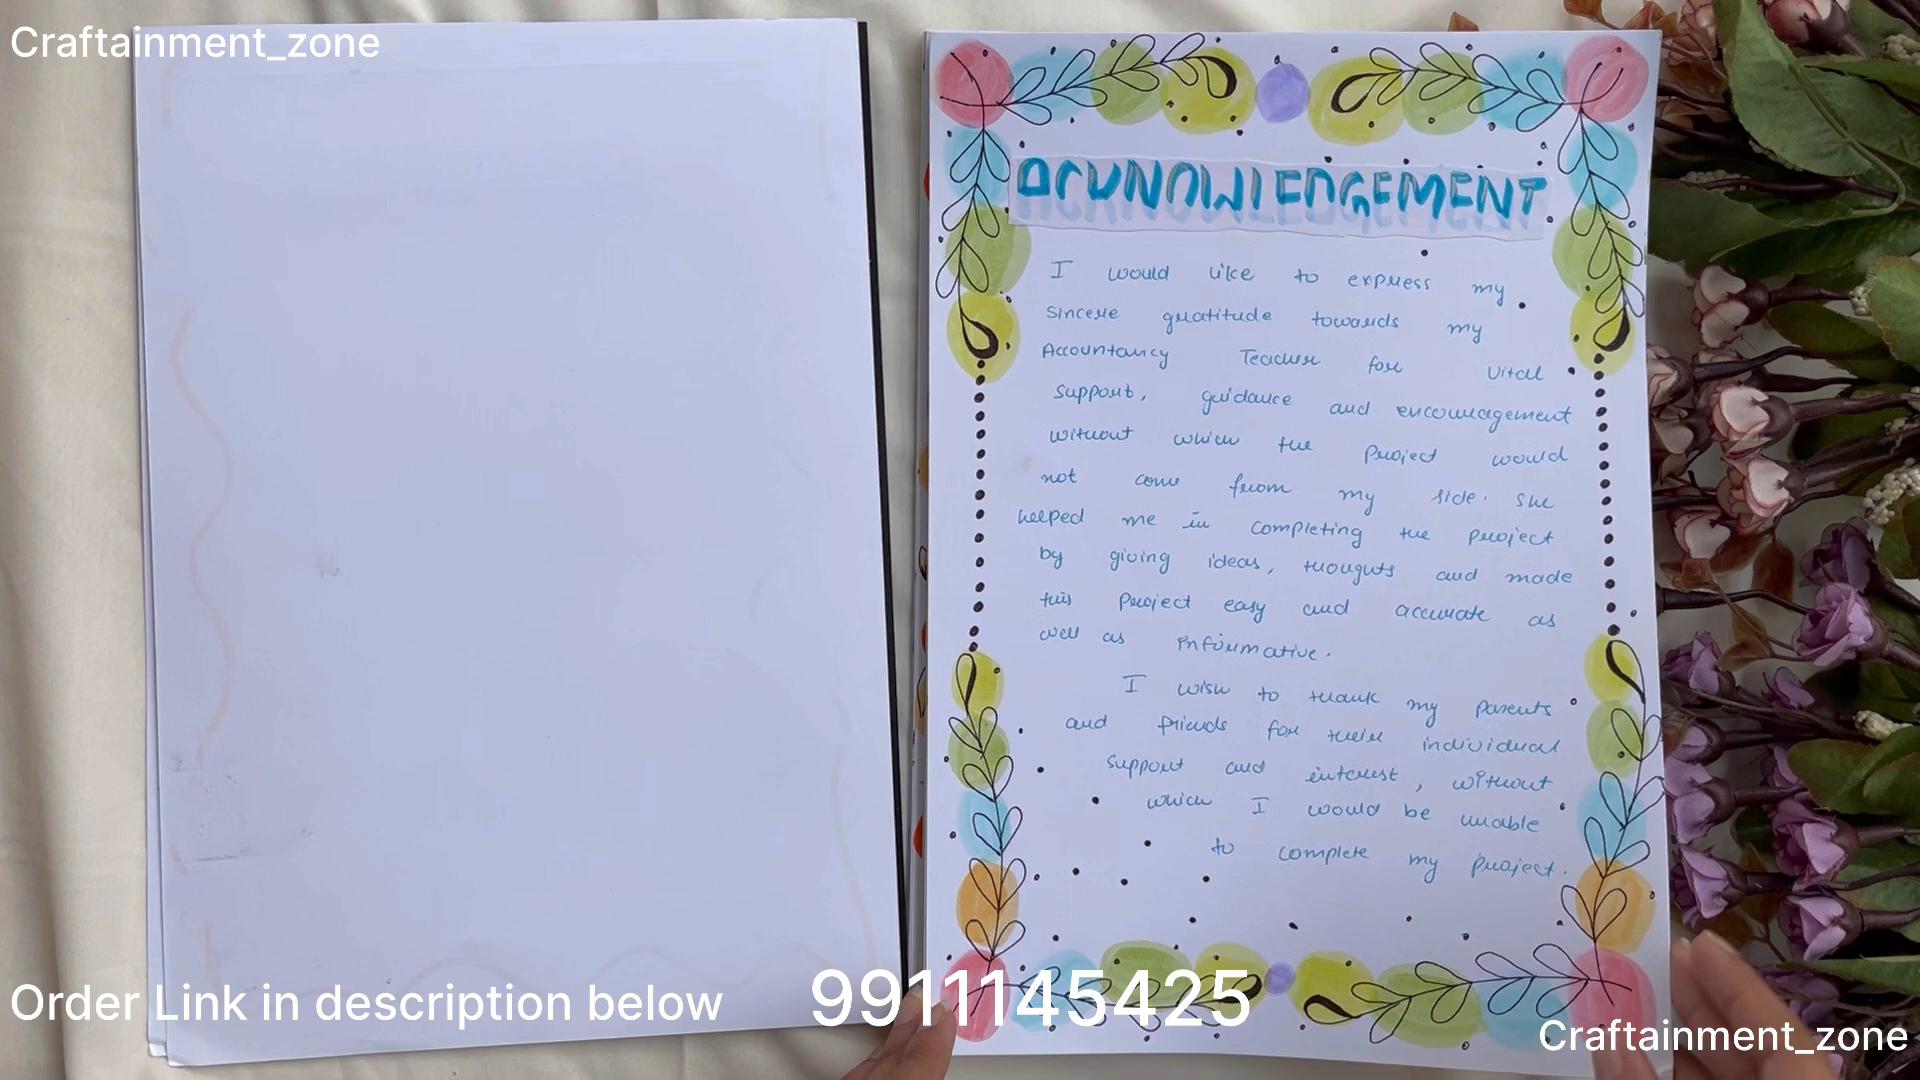 Craftainment_zone
ACKNOWLEDGEMENT
I would like to express my
sincere gratitude towards my
Accountancy Teacher for vital
support, guidance and encouragement
without which the project would
not come from my side. She
helped me in completing the project
by giving ideas, thoughts and made
this project easy and accurate as
well as informative.
I wish to thank my parents
and friends for their individual
support and interest, without
which I would be unable
to complete my project.
Order Link in description below
9911145425
Craftainment_zone